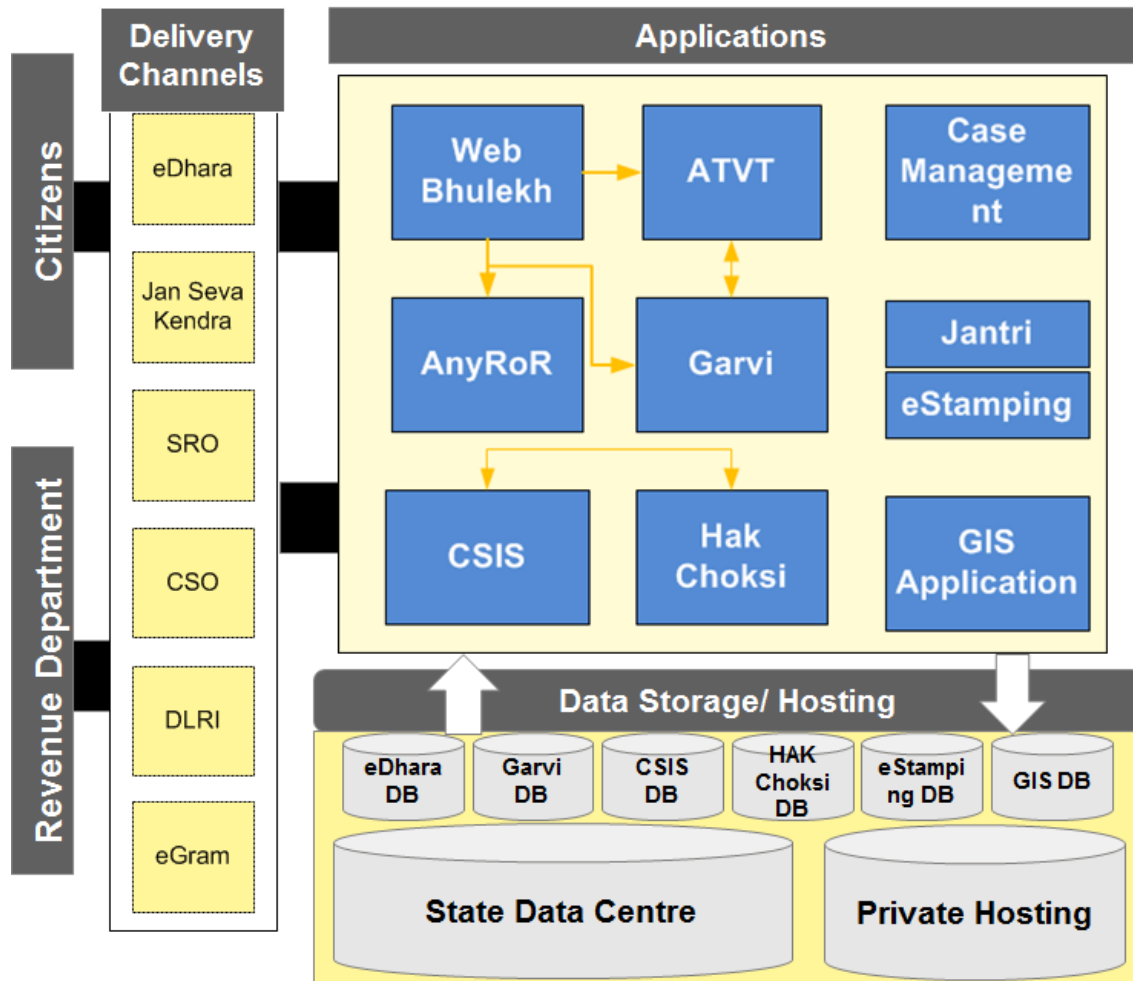 Delivery
Channels
Applications
Citizens
Revenue Department
eDhara
Jan Seva
Kendra
SRO
CSO
DLRI
eGram
Web
Bhulekh
ATVT
Case
Manageme
nt
AnyRoR
Garvi
Jantri
eStamping
CSIS
Hak
Choksi
GIS
Application
Data Storage/ Hosting
eDhara
DB
Garvi
DB
CSIS
DB
HAK
Choksi
DB
eStampi
ng DB
GIS DB
State Data Centre
Private Hosting